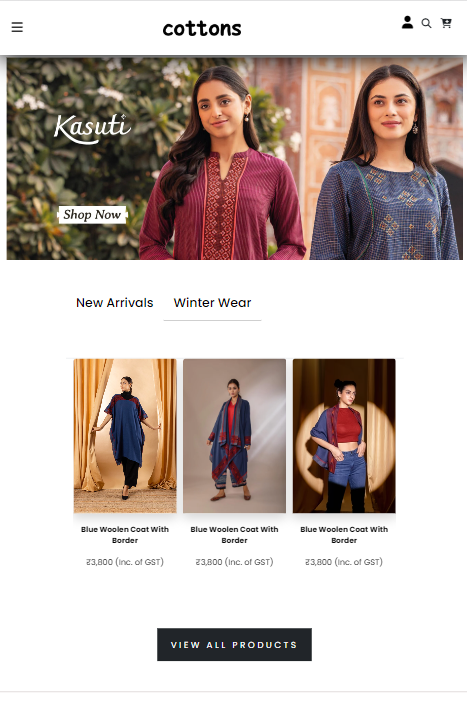 cottons
Kasuti
Shop Now
New Arrivals
Winter Wear
Blue Woolen Coat With
Border
₹3,800 (Inc. of GST)
Blue Woolen Coat With
Border
₹3,800 (Inc. of GST)
Blue Woolen Coat With
Border
₹3,800 (Inc. of GST)
VIEW ALL PRODUCTS